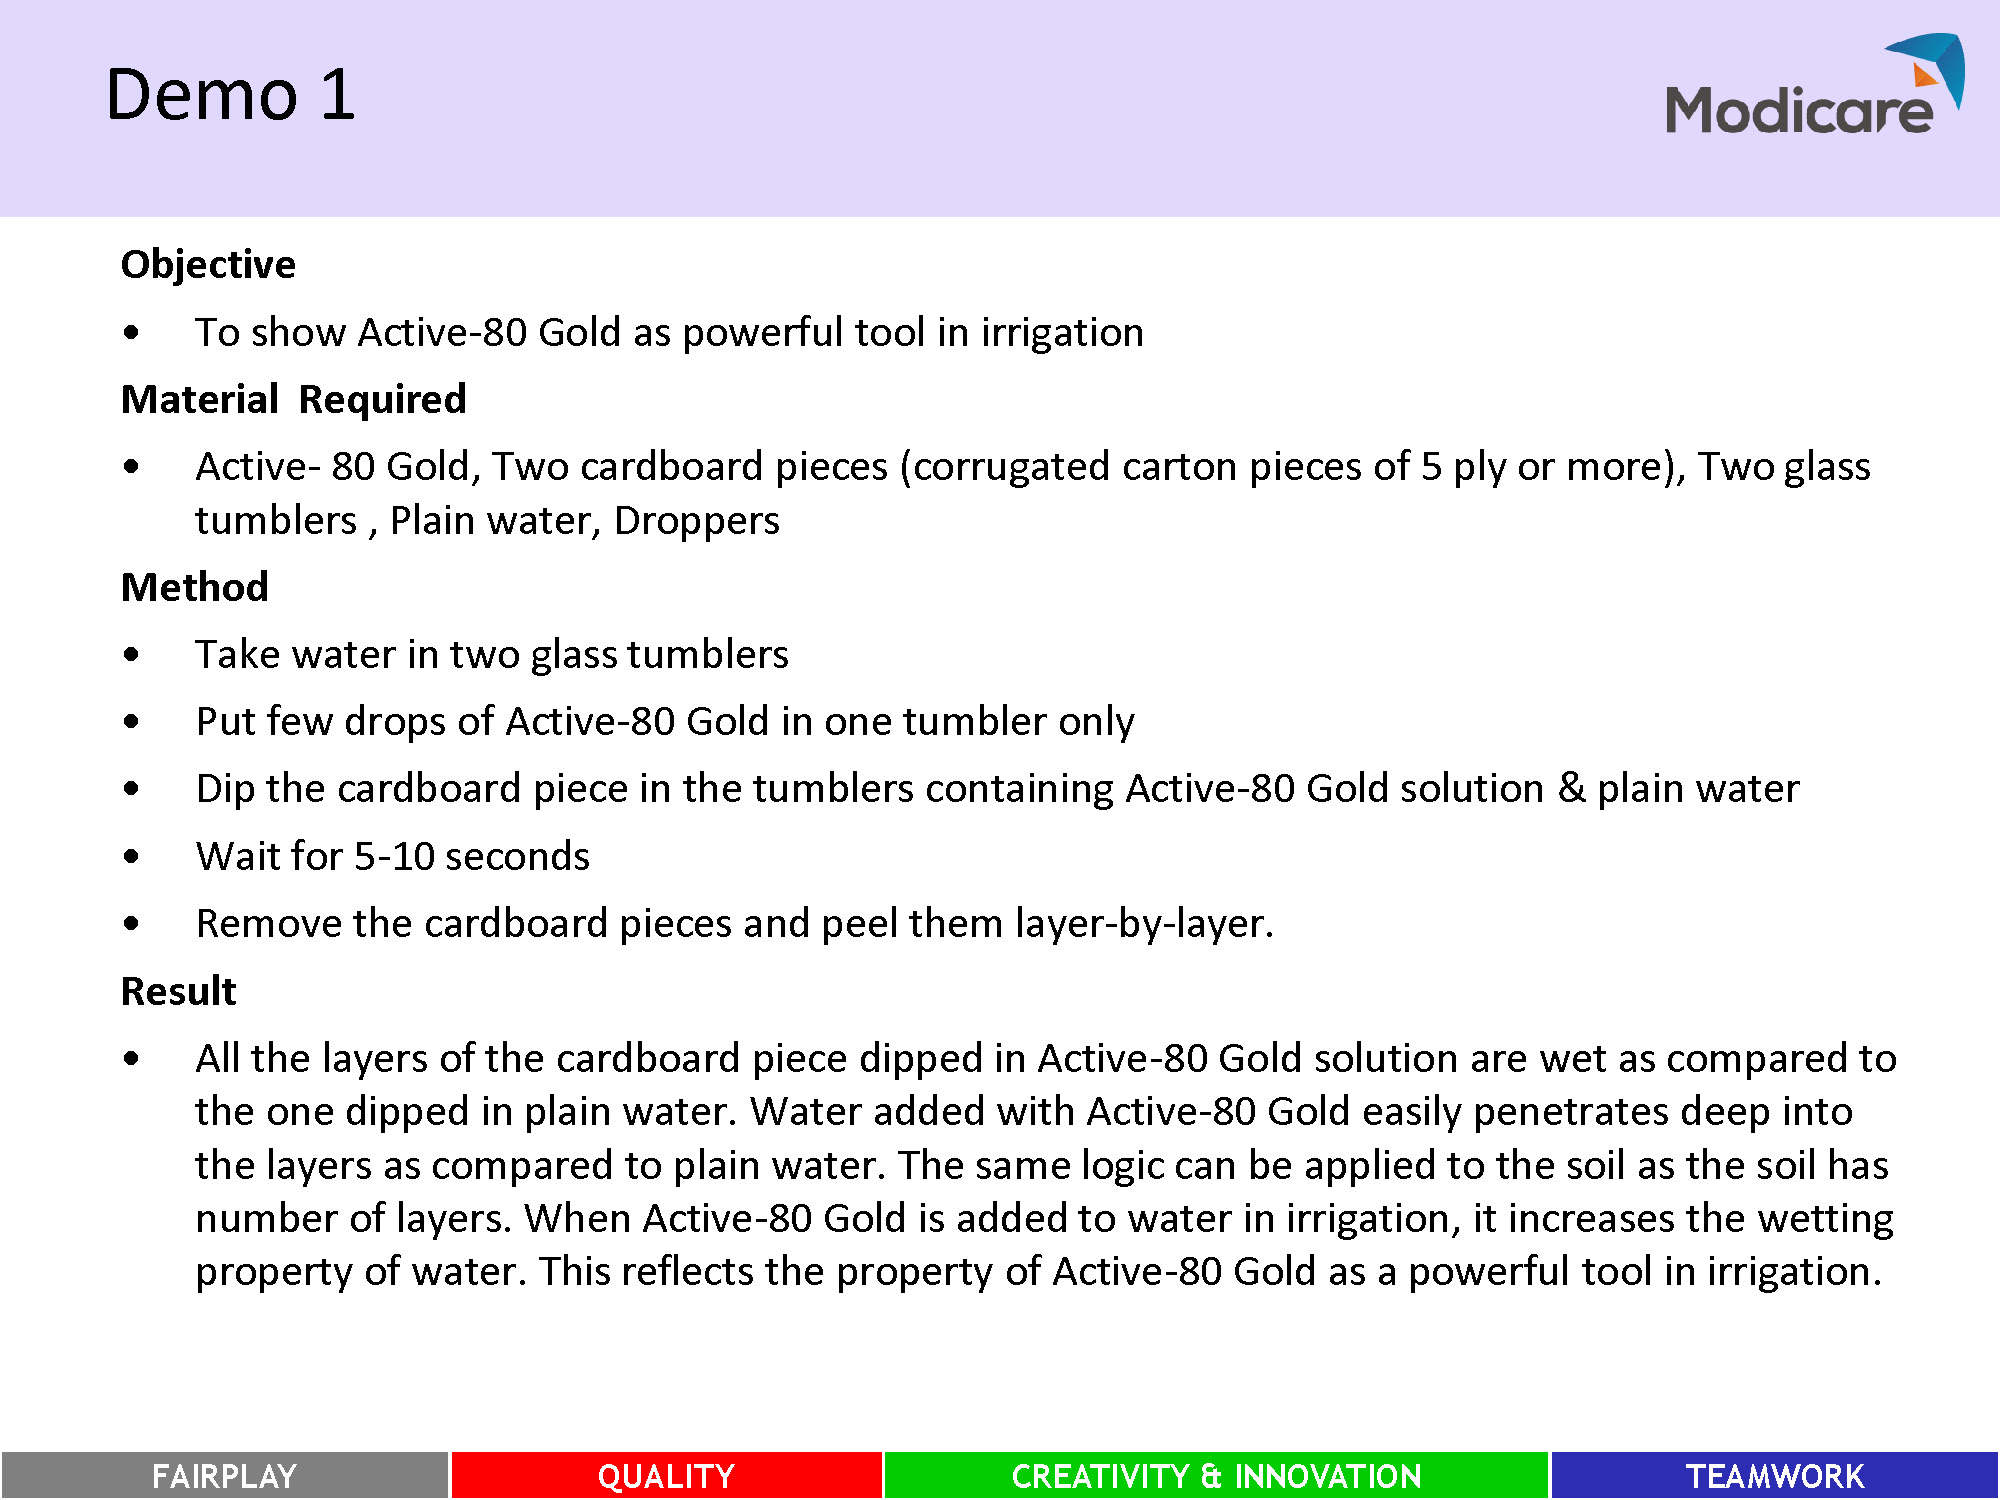 Demo 1
Modicare
Objective
• To show Active-80 Gold as powerful tool in irrigation
Material Required
• Active- 80 Gold, Two cardboard pieces (corrugated carton pieces of 5 ply or more), Two glass
tumblers , Plain water, Droppers
Method
• Take water in two glass tumblers
• Put few drops of Active-80 Gold in one tumbler only
• Dip the cardboard piece in the tumblers containing Active-80 Gold solution & plain water
• Wait for 5-10 seconds
• Remove the cardboard pieces and peel them layer-by-layer.
Result
• All the layers of the cardboard piece dipped in Active-80 Gold solution are wet as compared to
the one dipped in plain water. Water added with Active-80 Gold easily penetrates deep into
the layers as compared to plain water. The same logic can be applied to the soil as the soil has
number of layers. When Active-80 Gold is added to water in irrigation, it increases the wetting
property of water. This reflects the property of Active-80 Gold as a powerful tool in irrigation.
FAIRPLAY QUALITY CREATIVITY & INNOVATION TEAMWORK